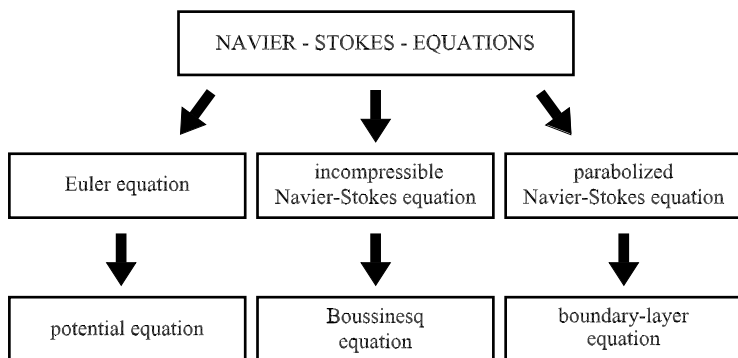 NAVIER - STOKES - EQUATIONS
Euler equation
incompressible
Navier-Stokes equation
parabolized
Navier-Stokes equation
potential equation
Boussinesq
equation
boundary-layer
equation